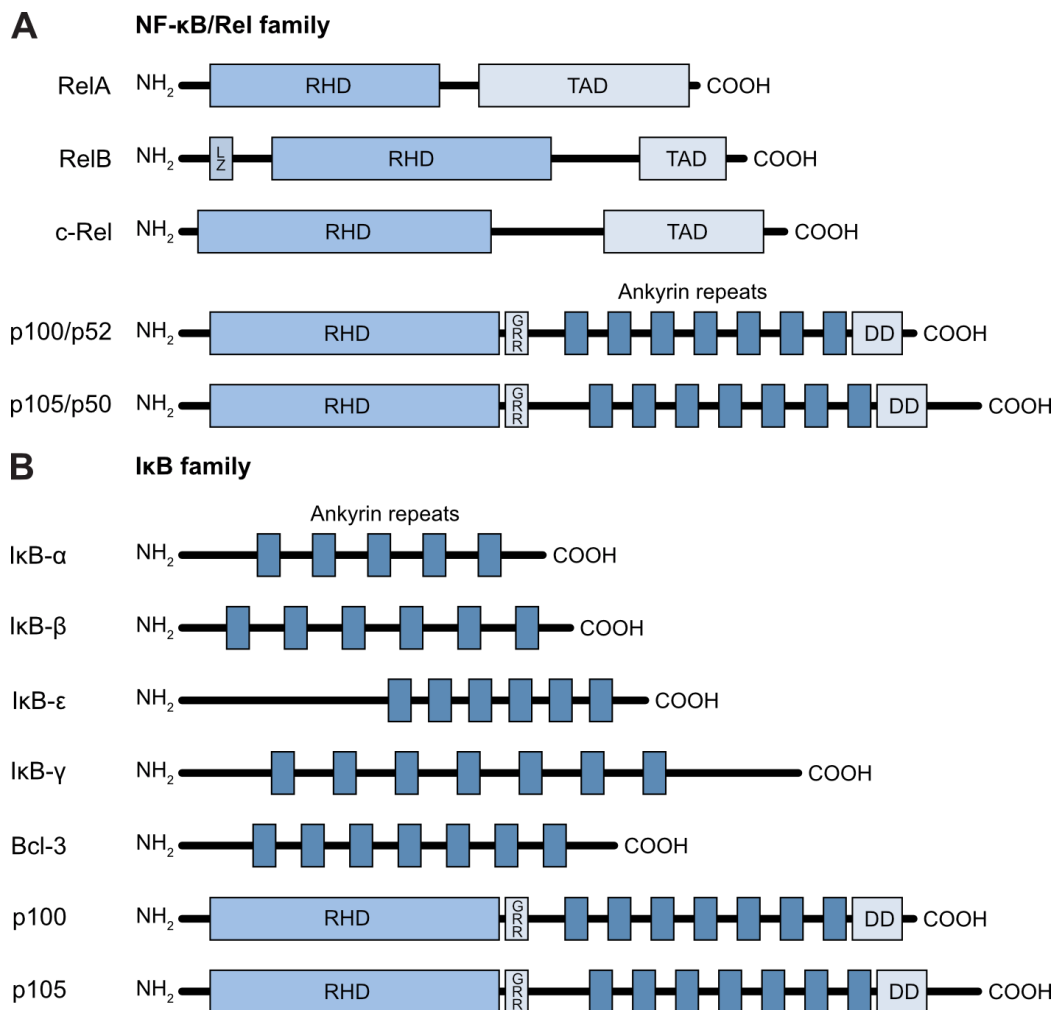 A NF-κB/Rel family
RelA NH2 RHD TAD COOH
RelB NH2 LZ RHD TAD COOH
c-Rel NH2 RHD TAD COOH
Ankyrin repeats
p100/p52 NH2 RHD GRR DD COOH
p105/p50 NH2 RHD GRR DD COOH
B IκB family
Ankyrin repeats
IκB-α NH2 COOH
IκB-β NH2 COOH
IκB-ε NH2 COOH
IκB-γ NH2 COOH
Bcl-3 NH2 COOH
p100 NH2 RHD GRR DD COOH
p105 NH2 RHD GRR DD COOH